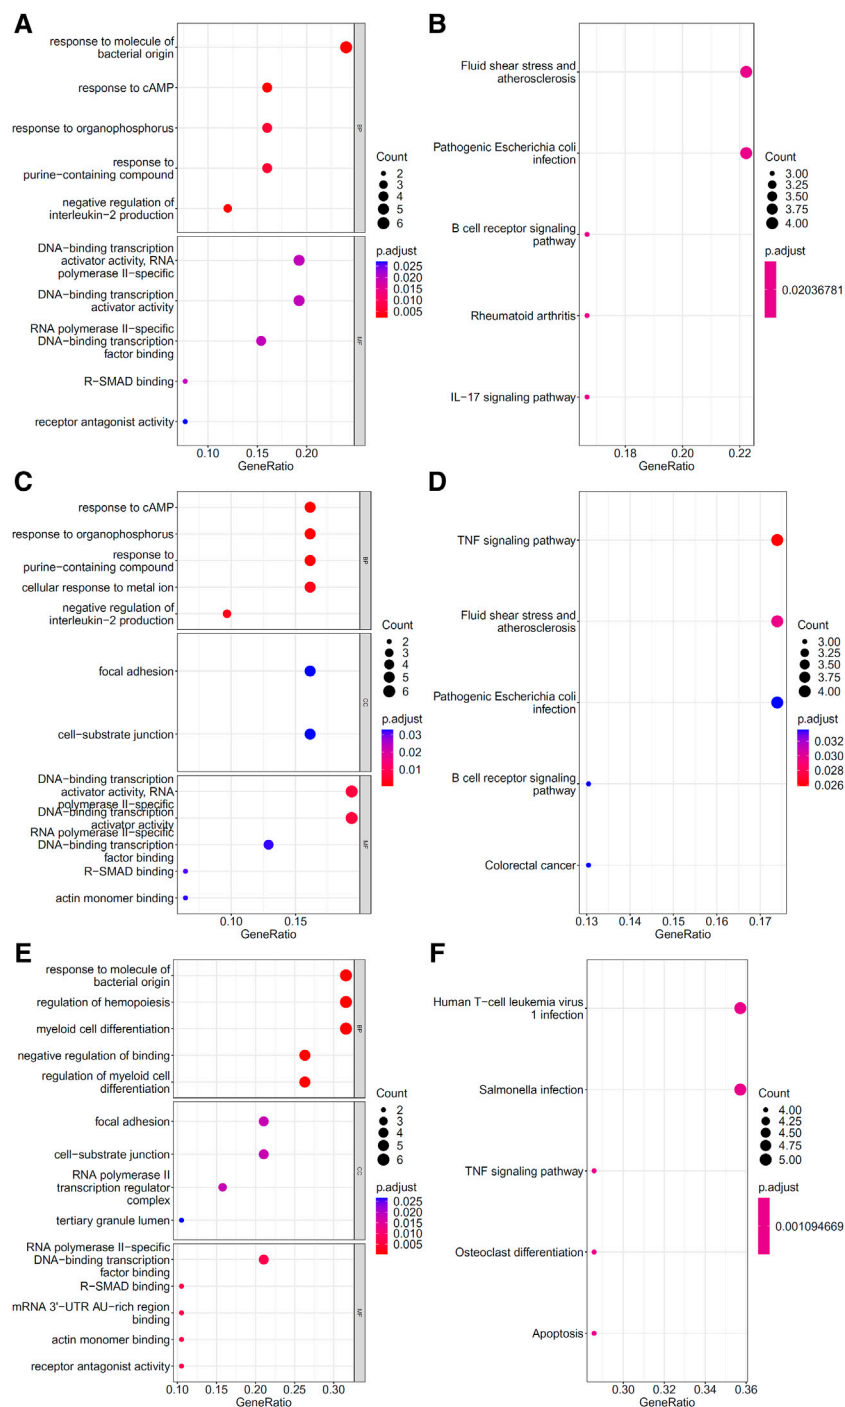 A
response to molecule of
bacterial origin
response to cAMP
response to organophosphorus
response to
purine−containing compound
negative regulation of
interleukin−2 production
BP
DNA−binding transcription
activator activity, RNA
polymerase II−specific
DNA−binding transcription
activator activity
RNA polymerase II−specific
DNA−binding transcription
factor binding
R−SMAD binding
receptor antagonist activity
MF
0.10 0.15 0.20
GeneRatio
Count
2
3
4
5
6
p.adjust
0.025
0.020
0.015
0.010
0.005
B
Fluid shear stress and
atherosclerosis
Pathogenic Escherichia coli
infection
B cell receptor signaling
pathway
Rheumatoid arthritis
IL−17 signaling pathway
0.18 0.20 0.22
GeneRatio
Count
3.00
3.25
3.50
3.75
4.00
p.adjust
0.02036781
C
response to cAMP
response to organophosphorus
response to
purine−containing compound
cellular response to metal ion
negative regulation of
interleukin−2 production
BP
focal adhesion
cell−substrate junction
CC
DNA−binding transcription
activator activity, RNA
polymerase II−specific
DNA−binding transcription
activator activity
RNA polymerase II−specific
DNA−binding transcription
factor binding
R−SMAD binding
actin monomer binding
MF
0.10 0.15
GeneRatio
Count
2
3
4
5
6
p.adjust
0.03
0.02
0.01
D
TNF signaling pathway
Fluid shear stress and
atherosclerosis
Pathogenic Escherichia coli
infection
B cell receptor signaling
pathway
Colorectal cancer
0.13 0.14 0.15 0.16 0.17
GeneRatio
Count
3.00
3.25
3.50
3.75
4.00
p.adjust
0.032
0.030
0.028
0.026
E
response to molecule of
bacterial origin
regulation of hemopoiesis
myeloid cell differentiation
negative regulation of binding
regulation of myeloid cell
differentiation
BP
focal adhesion
cell−substrate junction
RNA polymerase II
transcription regulator
complex
tertiary granule lumen
CC
RNA polymerase II−specific
DNA−binding transcription
factor binding
R−SMAD binding
mRNA 3'−UTR AU−rich region
binding
actin monomer binding
receptor antagonist activity
MF
0.10 0.15 0.20 0.25 0.30
GeneRatio
Count
2
3
4
5
6
p.adjust
0.025
0.020
0.015
0.010
0.005
F
Human T−cell leukemia virus
1 infection
Salmonella infection
TNF signaling pathway
Osteoclast differentiation
Apoptosis
0.30 0.32 0.34 0.36
GeneRatio
Count
4.00
4.25
4.50
4.75
5.00
p.adjust
0.001094669